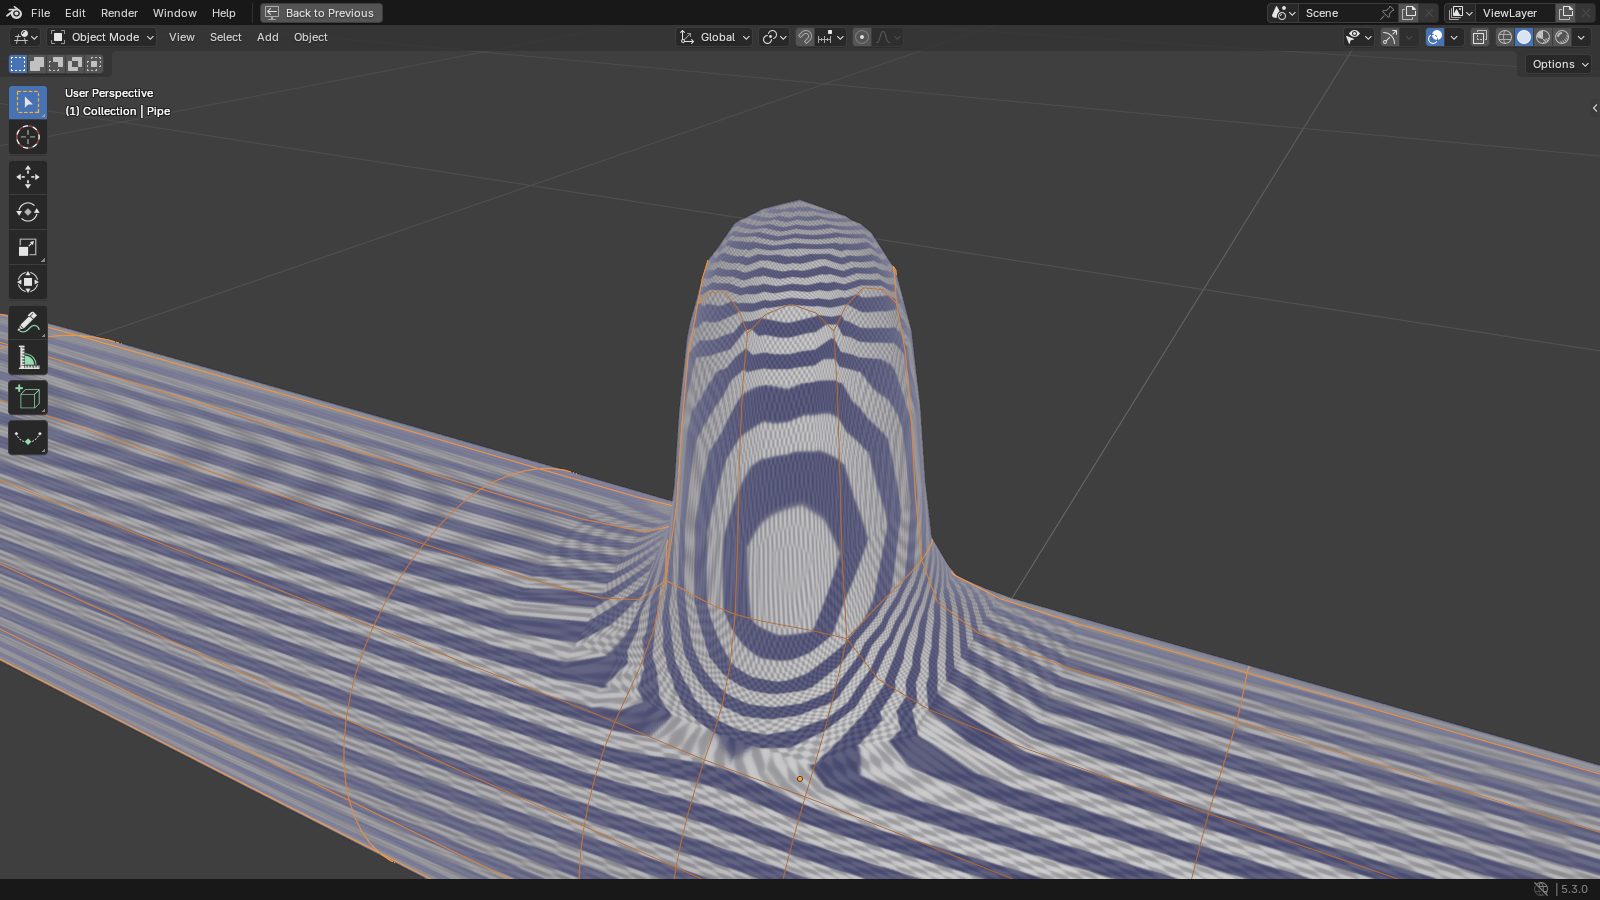 File Edit Render Window Help Back to Previous Scene ViewLayer
Object Mode View Select Add Object Global
Options
User Perspective
(1) Collection | Pipe
5.3.0